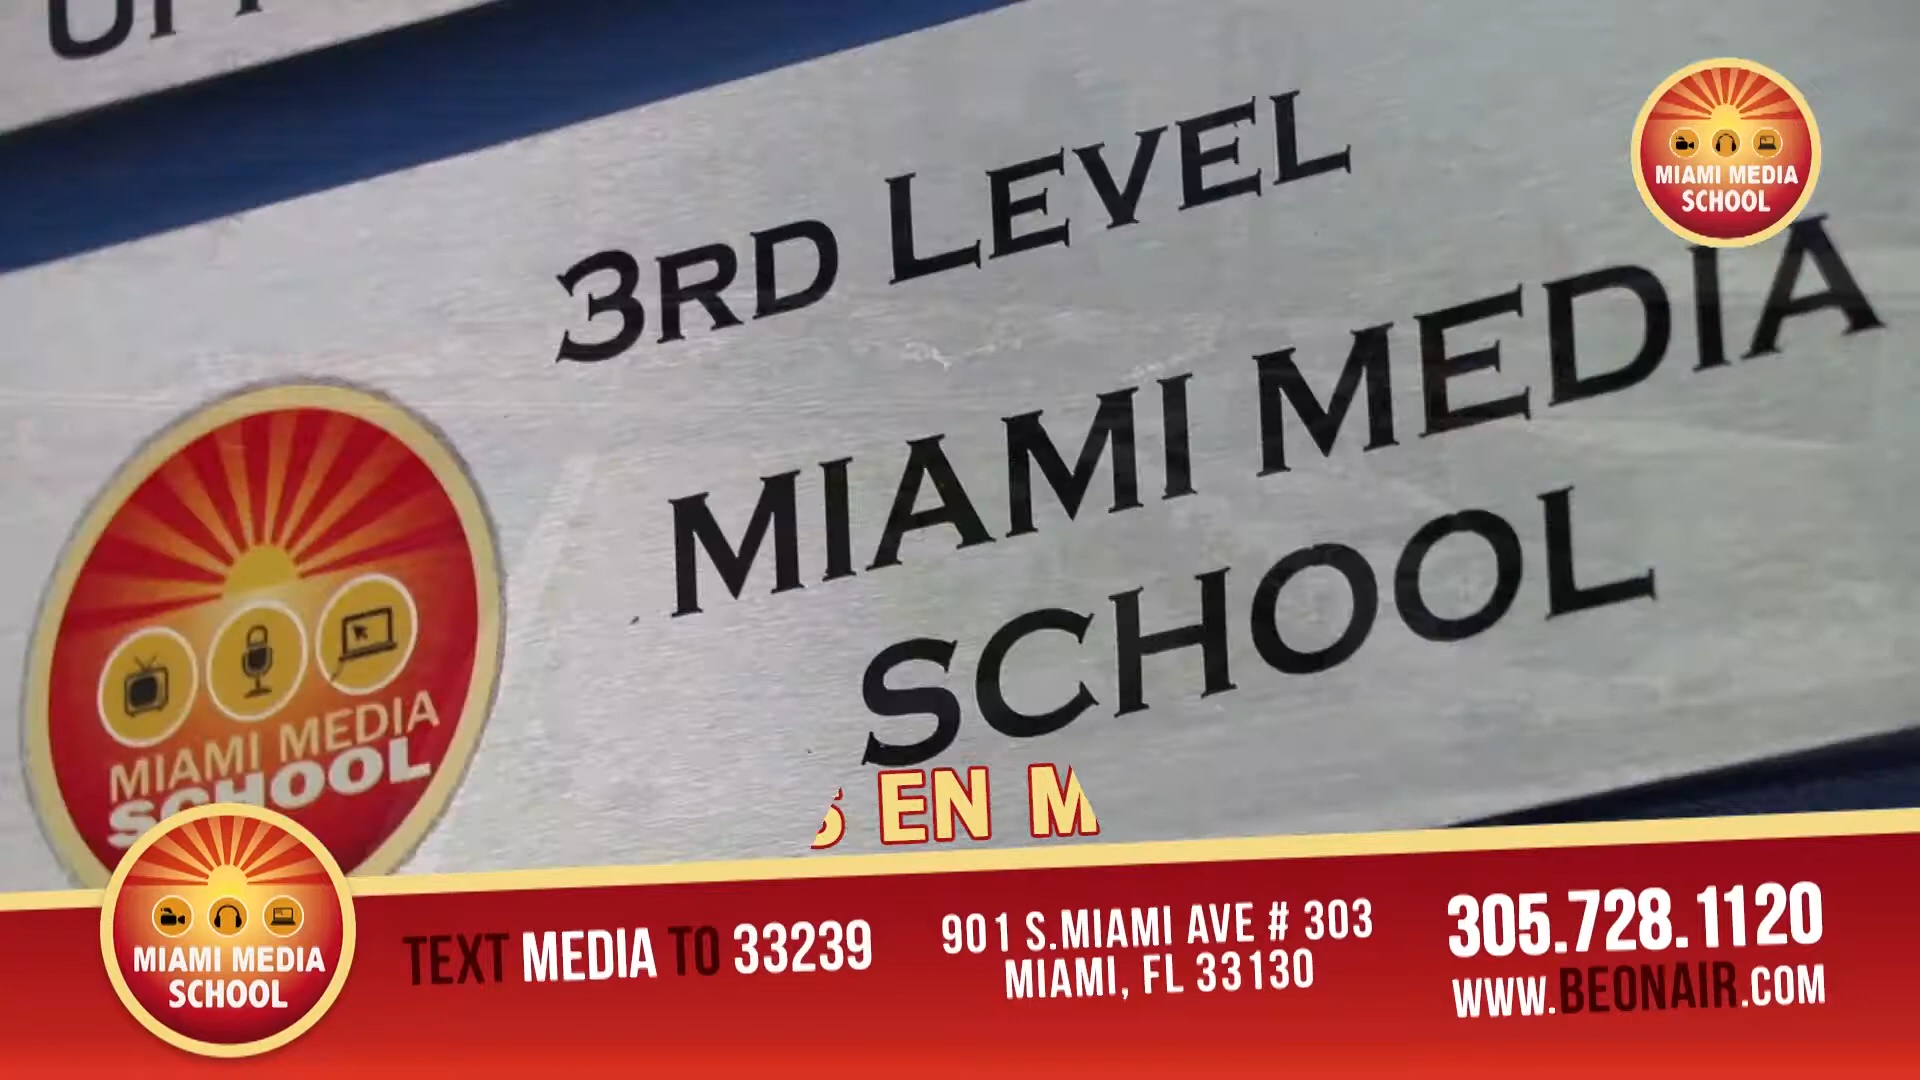 3RD LEVEL
MIAMI MEDIA
SCHOOL
MIAMI MEDIA
SCHOOL
MIAMI MEDIA
SCHOOL
EN
MIAMI MEDIA
SCHOOL
TEXT MEDIA TO 33239
901 S.MIAMI AVE # 303
MIAMI, FL 33130
305.728.1120
WWW.BEONAIR.COM